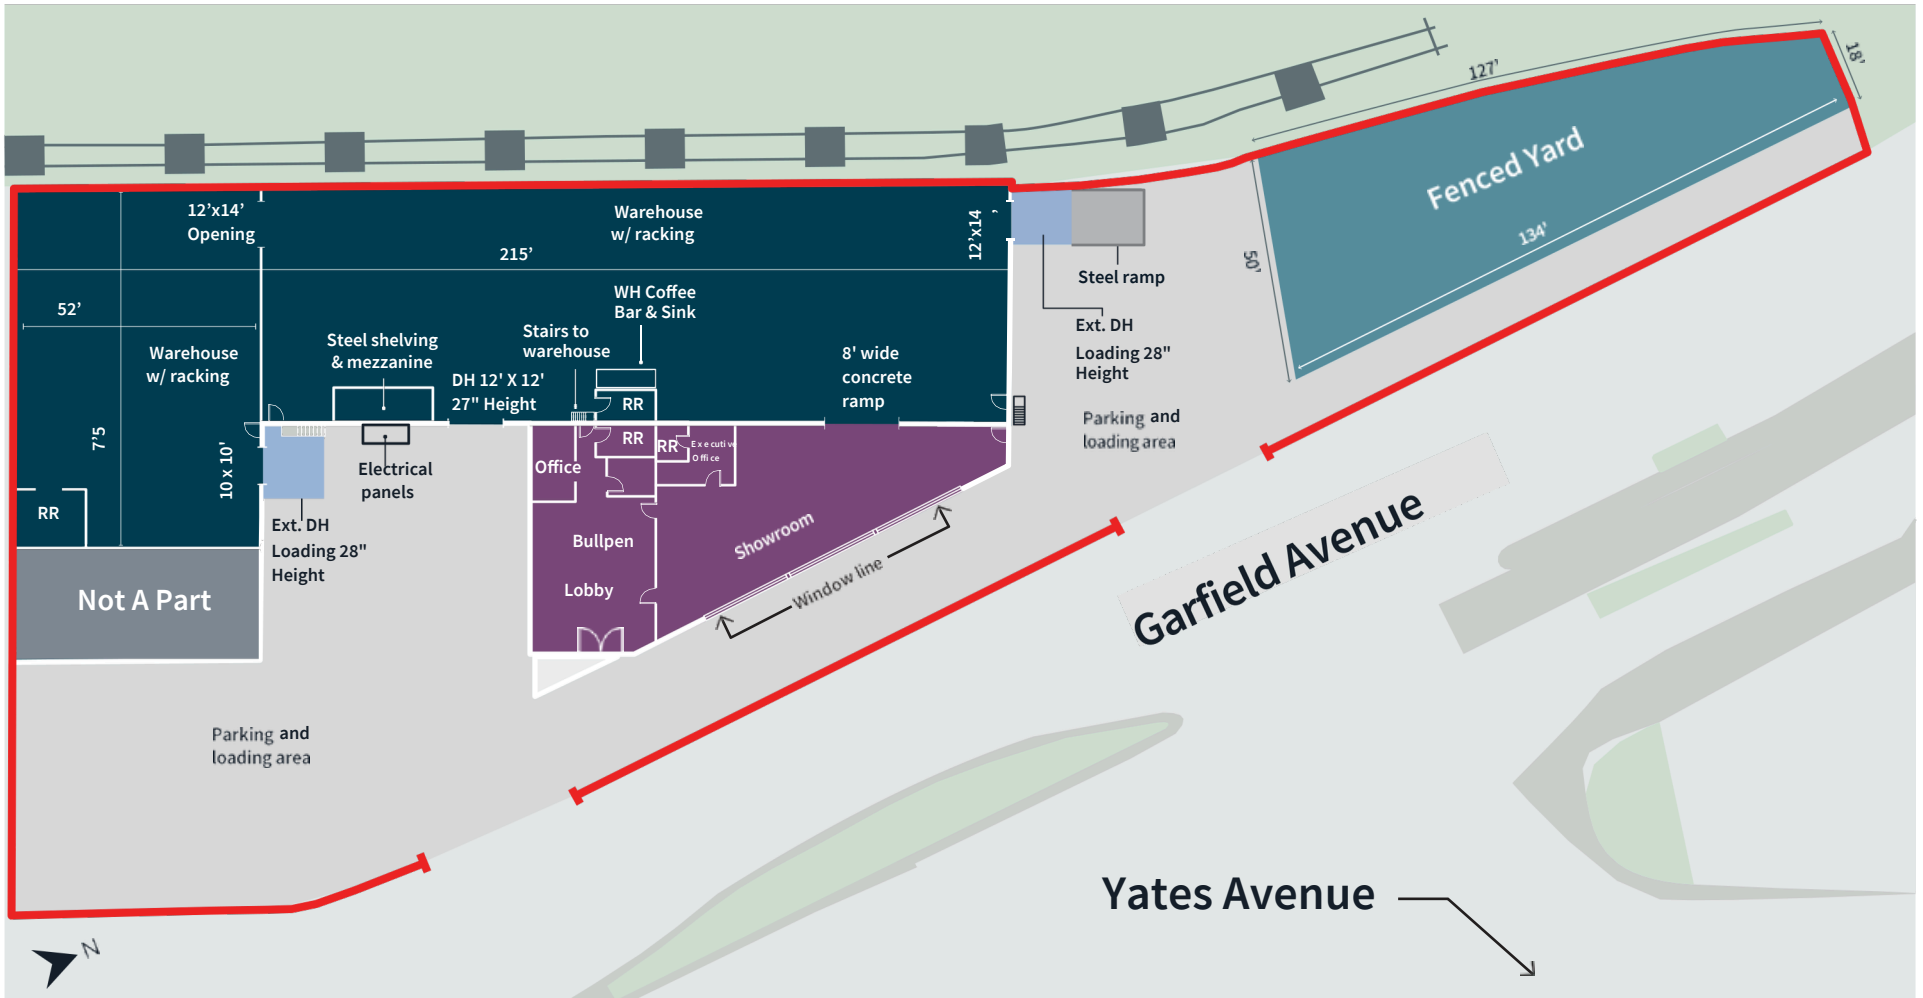 127’
18’
Fenced Yard
134’
50’
12’x14’
Opening
Warehouse
w/ racking
12’x14
’
215’
52’
WH Coffee
Bar & Sink
Steel ramp
Ext. DH
Loading 28"
Height
Stairs to
warehouse
Steel shelving
& mezzanine
Warehouse
w/ racking
DH 12' X 12'
27" Height
8' wide
concrete
ramp
RR
Parking and
loading area
7’5
10 x 10'
RR
RR
Executive
Office
Office
Electrical
panels
RR
Ext. DH
Loading 28"
Height
Showroom
Bullpen
Lobby
Window line
Not A Part
Garfield Avenue
Parking and
loading area
Yates Avenue
N